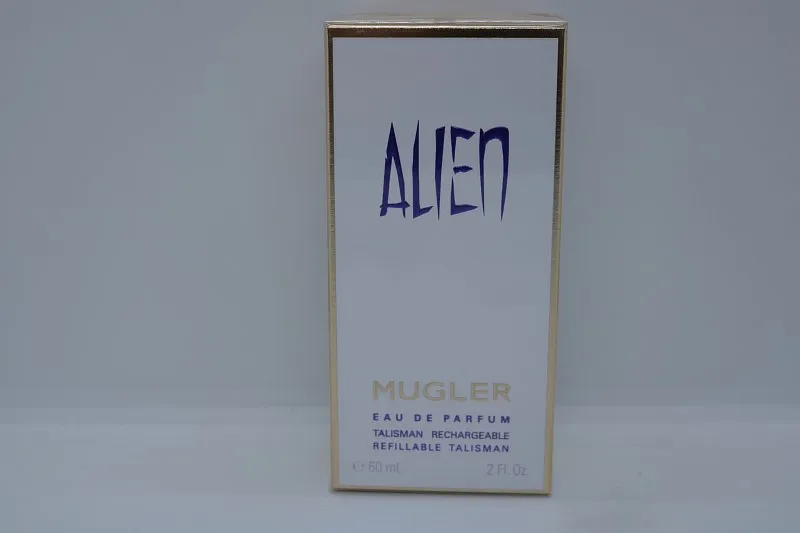 ALIEN
MUGLER
EAU DE PARFUM
TALISMAN RECHARGEABLE
REFILLABLE TALISMAN
60 ml 2 Fl. Oz.